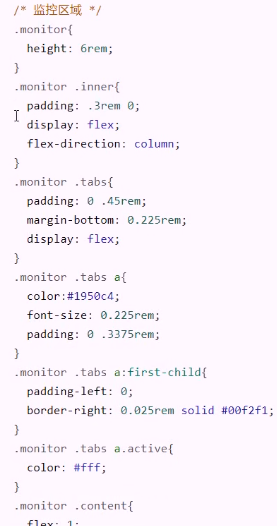 /* 监控区域 */
.monitor{
height: 6rem;
}
.monitor .inner{
padding: .3rem 0;
display: flex;
flex-direction: column;
}
.monitor .tabs{
padding: 0 .45rem;
margin-bottom: 0.225rem;
display: flex;
}
.monitor .tabs a{
color:#1950c4;
font-size: 0.225rem;
padding: 0 .3375rem;
}
.monitor .tabs a:first-child{
padding-left: 0;
border-right: 0.025rem solid #00f2f1;
}
.monitor .tabs a.active{
color: #fff;
}
.monitor .content{
flex: 1;